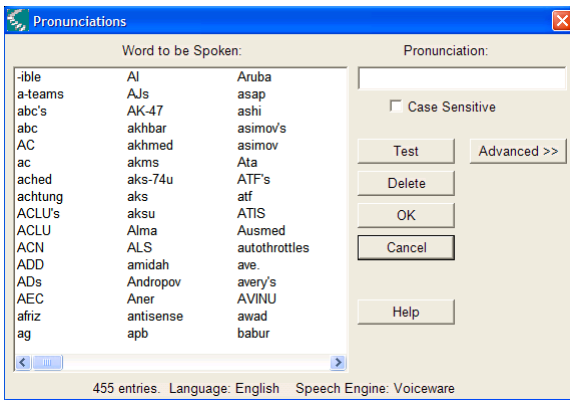 Pronunciations
Word to be Spoken:
Pronunciation:
-ible Al Aruba
a-teams AJs asap
abc's AK-47 ashi
Case Sensitive
abc akhbar asimov's
AC akhmed asimov
ac akms Ata
Test
Advanced >>
ached aks-74u ATF's
achtung aks atf
Delete
ACLU's aksu ATIS
OK
ACLU Alma Ausmed
ACN ALS autothrottles
Cancel
ADD amidah ave.
ADs Andropov avery's
AEC Aner AVINU
afriz antisense awad
Help
ag apb babur
455 entries. Language: English Speech Engine: Voiceware